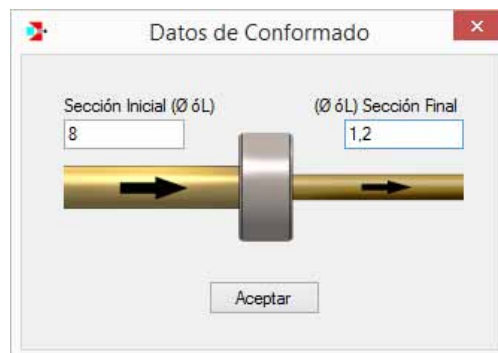 Datos de Conformado
Sección Inicial (Ø óL)
(Ø óL) Sección Final
8
1,2
Aceptar